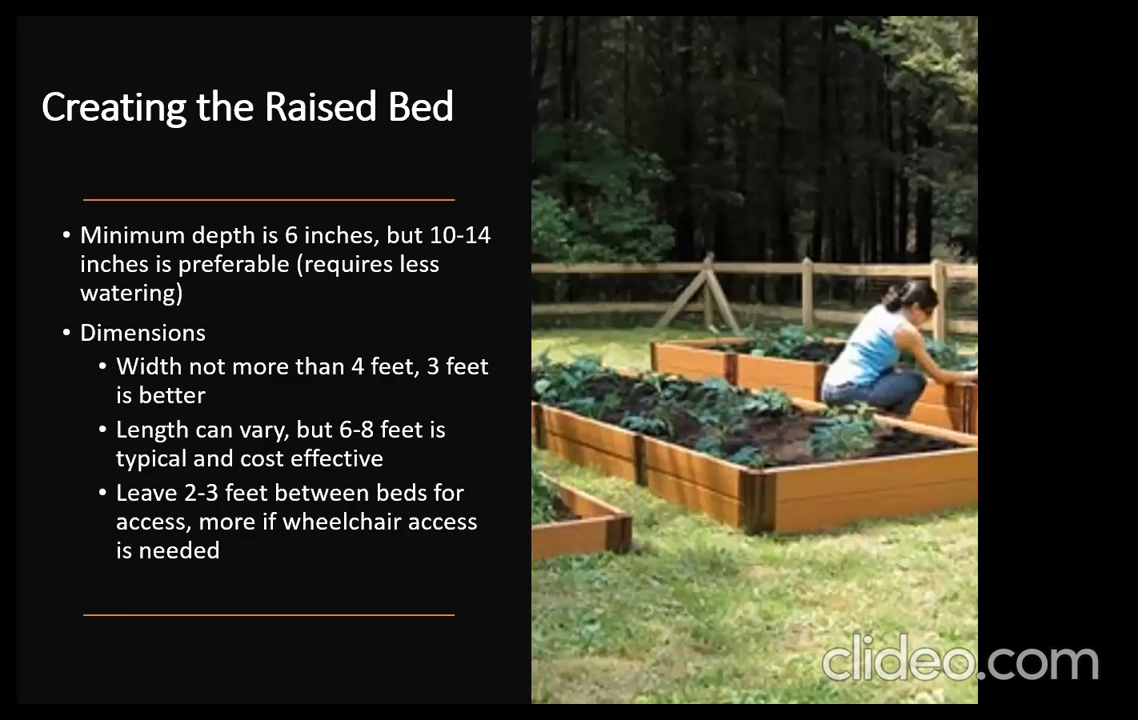 Creating the Raised Bed
• Minimum depth is 6 inches, but 10-14
inches is preferable (requires less
watering)
• Dimensions
• Width not more than 4 feet, 3 feet
is better
• Length can vary, but 6-8 feet is
typical and cost effective
• Leave 2-3 feet between beds for
access, more if wheelchair access
is needed
clideo.com